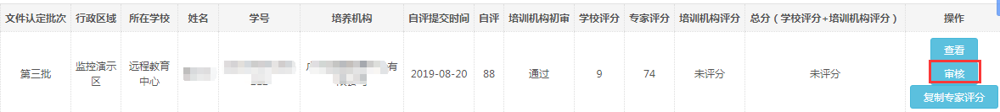 文件认定批次 行政区域 所在学校 姓名 学号 培养机构 自评提交时间 自评 培训机构初审 学校评分 专家评分 培训机构评分 总分（学校评分+培训机构评分） 操作
第三批 监控演示区 远程教育中心 有 2019-08-20 88 通过 9 74 未评分 未评分
查看
审核
复制专家评分